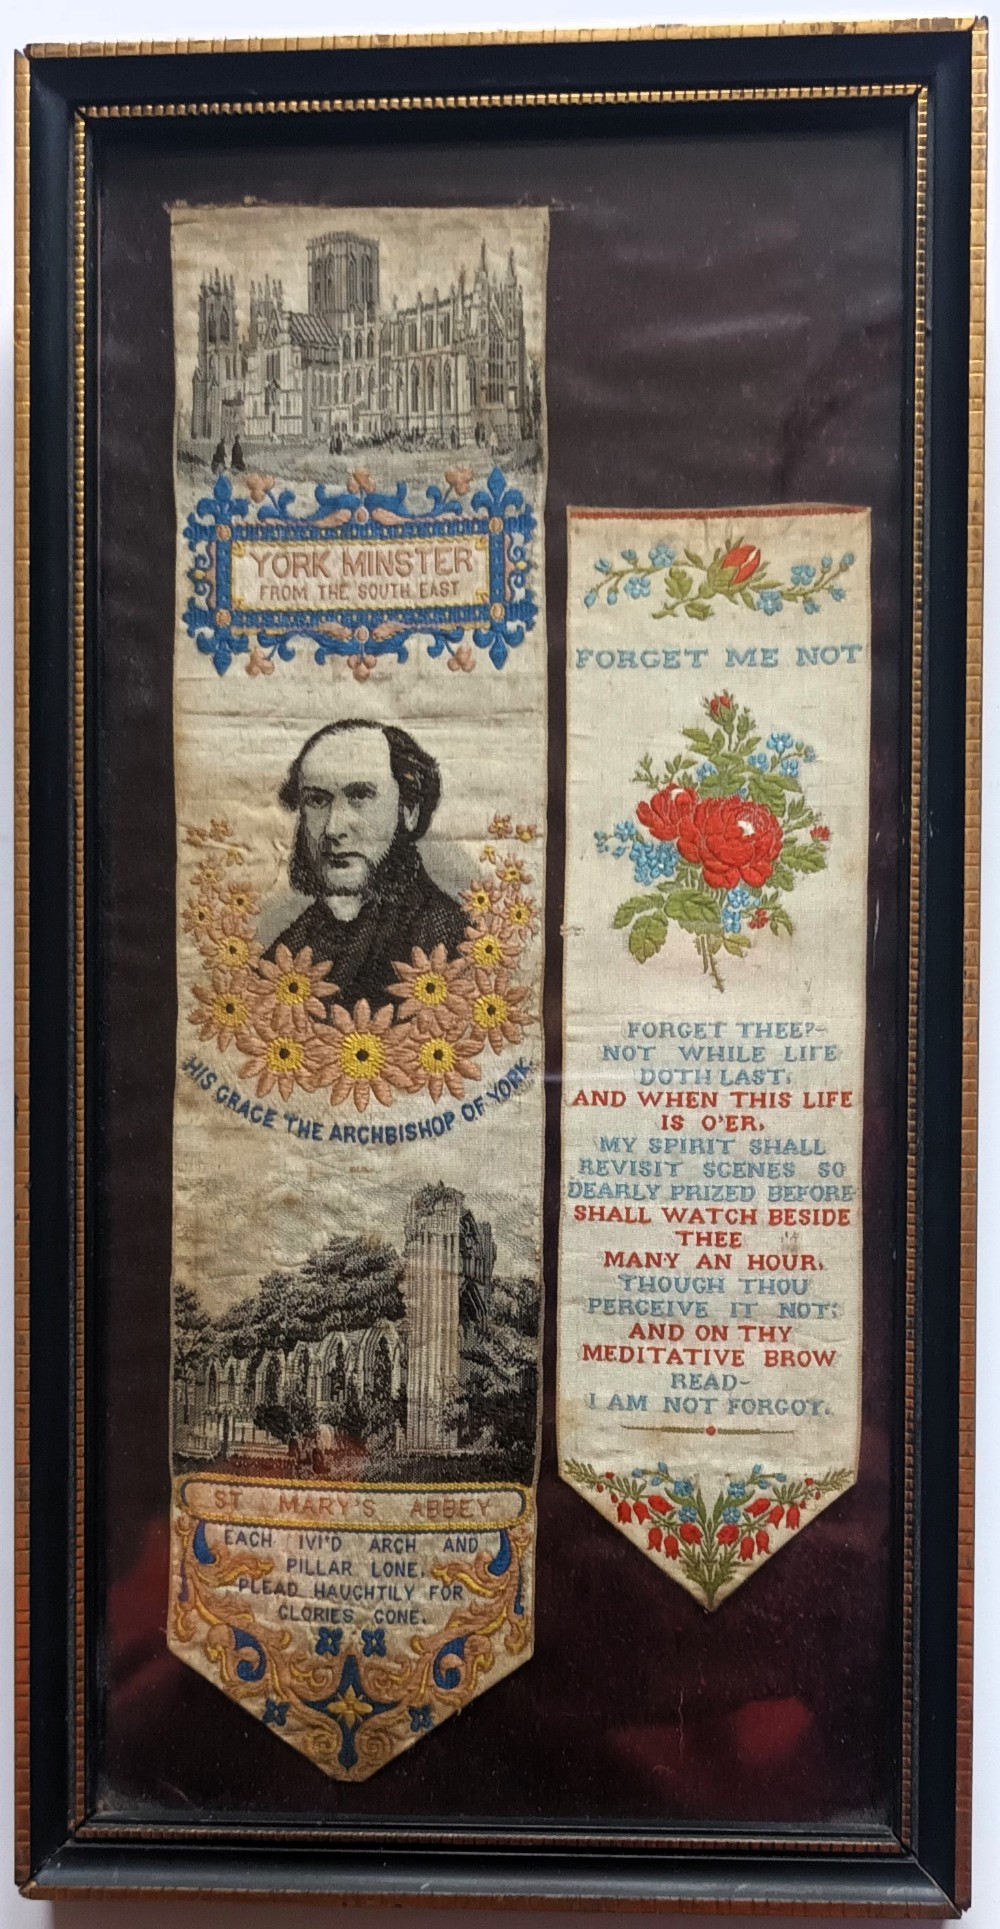 YORK MINSTER
FROM THE SOUTH EAST
HIS GRACE THE ARCHBISHOP OF YORK.
ST MARY'S ABBEY
EACH IVI'D ARCH AND
PILLAR LONE,
PLEAD HAUGHTILY FOR
GLORIES GONE.
FORGET ME NOT
FORGET THEE?-
NOT WHILE LIFE
DOTH LAST;
AND WHEN THIS LIFE
IS O'ER,
MY SPIRIT SHALL
REVISIT SCENES SO
DEARLY PRIZED BEFORE
SHALL WATCH BESIDE
THEE
MANY AN HOUR,
THOUGH THOU
PERCEIVE IT NOT;
AND ON THY
MEDITATIVE BROW
READ-
I AM NOT FORGOT.